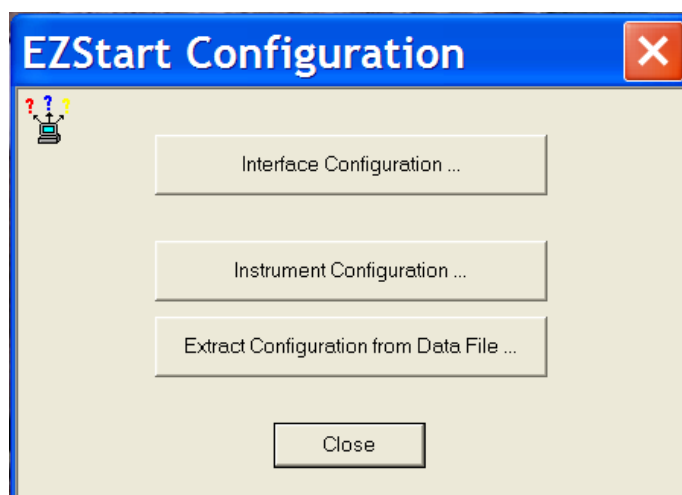 EZStart Configuration
? ? ?
Interface Configuration ...
Instrument Configuration ...
Extract Configuration from Data File ...
Close